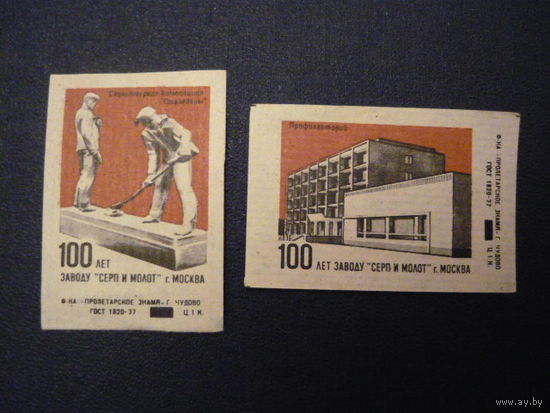 Скульптурная композиция
"Сталевары"
100 ЛЕТ
ЗАВОДУ "СЕРП И МОЛОТ" г. МОСКВА
Ф-КА «ПРОЛЕТАРСКОЕ ЗНАМЯ» Г. ЧУДОВО
ГОСТ 1820-77 Ц. 1 К.
Профилакторий
100 ЛЕТ ЗАВОДУ "СЕРП И МОЛОТ" г. МОСКВА
Ф-КА «ПРОЛЕТАРСКОЕ ЗНАМЯ» Г. ЧУДОВО
ГОСТ 1820-77 Ц. 1 К.
www.ay.by